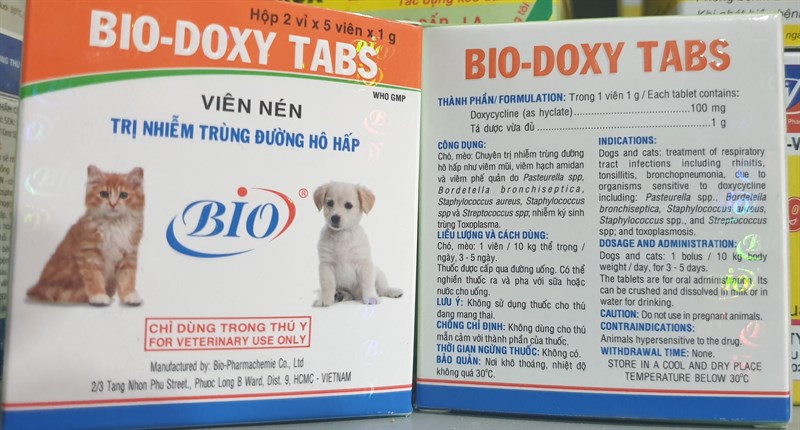 Hộp 2 vỉ x 5 viên x 1 g
BIO-DOXY TABS
WHO GMP
VIÊN NÉN
TRỊ NHIỄM TRÙNG ĐƯỜNG HÔ HẤP
BIO®
CHỈ DÙNG TRONG THÚ Y
FOR VETERINARY USE ONLY
Manufactured by: Bio-Pharmachemie Co., Ltd
2/3 Tang Nhon Phu Street., Phuoc Long B Ward, Dist. 9, HCMC - VIETNAM
BIO-DOXY TABS
THÀNH PHẦN/ FORMULATION: Trong 1 viên 1 g / Each tablet contains:
Doxycycline (as hyclate)............................100 mg
Tá dược vừa đủ ............................................1 g
CÔNG DỤNG:
Chó, mèo: Chuyên trị nhiễm trùng đường
hô hấp như viêm mũi, viêm hạch amidan
và viêm phế quản do Pasteurella spp,
Bordetella bronchiseptica,
Staphylococcus aureus, Staphylococcus
spp và Streptococcus spp; nhiễm ký sinh
trùng Toxoplasma.
LIỀU LƯỢNG VÀ CÁCH DÙNG:
Chó, mèo: 1 viên / 10 kg thể trọng /
ngày, 3-5 ngày.
Thuốc được cấp qua đường uống. Có thể
nghiền thuốc ra và pha với sữa hoặc
nước cho uống.
LƯU Ý: Không sử dụng thuốc cho thú
đang mang thai.
CHỐNG CHỈ ĐỊNH: Không dùng cho thú
mẫn cảm với thành phần của thuốc.
THỜI GIAN NGỪNG THUỐC: Không có.
BẢO QUẢN: Nơi khô thoáng, nhiệt độ
không quá 30°C.
INDICATIONS:
Dogs and cats: treatment of respiratory
tract infections including rhinitis,
tonsillitis, bronchopneumonia, due to
organisms sensitive to doxycycline
including: Pasteurella spp., Bordetella
bronchiseptica, Staphylococcus aureus,
Staphylococcus spp., and Streptococcus
spp; and toxoplasmosis.
DOSAGE AND ADMINISTRATION:
Dogs and cats: 1 bolus / 10 kg body
weight / day, for 3 - 5 days.
The tablets are for oral administration. Its
can be crushed and dissolved in milk or in
water for drinking.
CAUTION: Do not use in pregnant animals.
CONTRAINDICATIONS:
Animals hypersensitive to the drug.
WITHDRAWAL TIME: None.
STORE IN A COOL AND DRY PLACE
TEMPERATURE BELOW 30°C